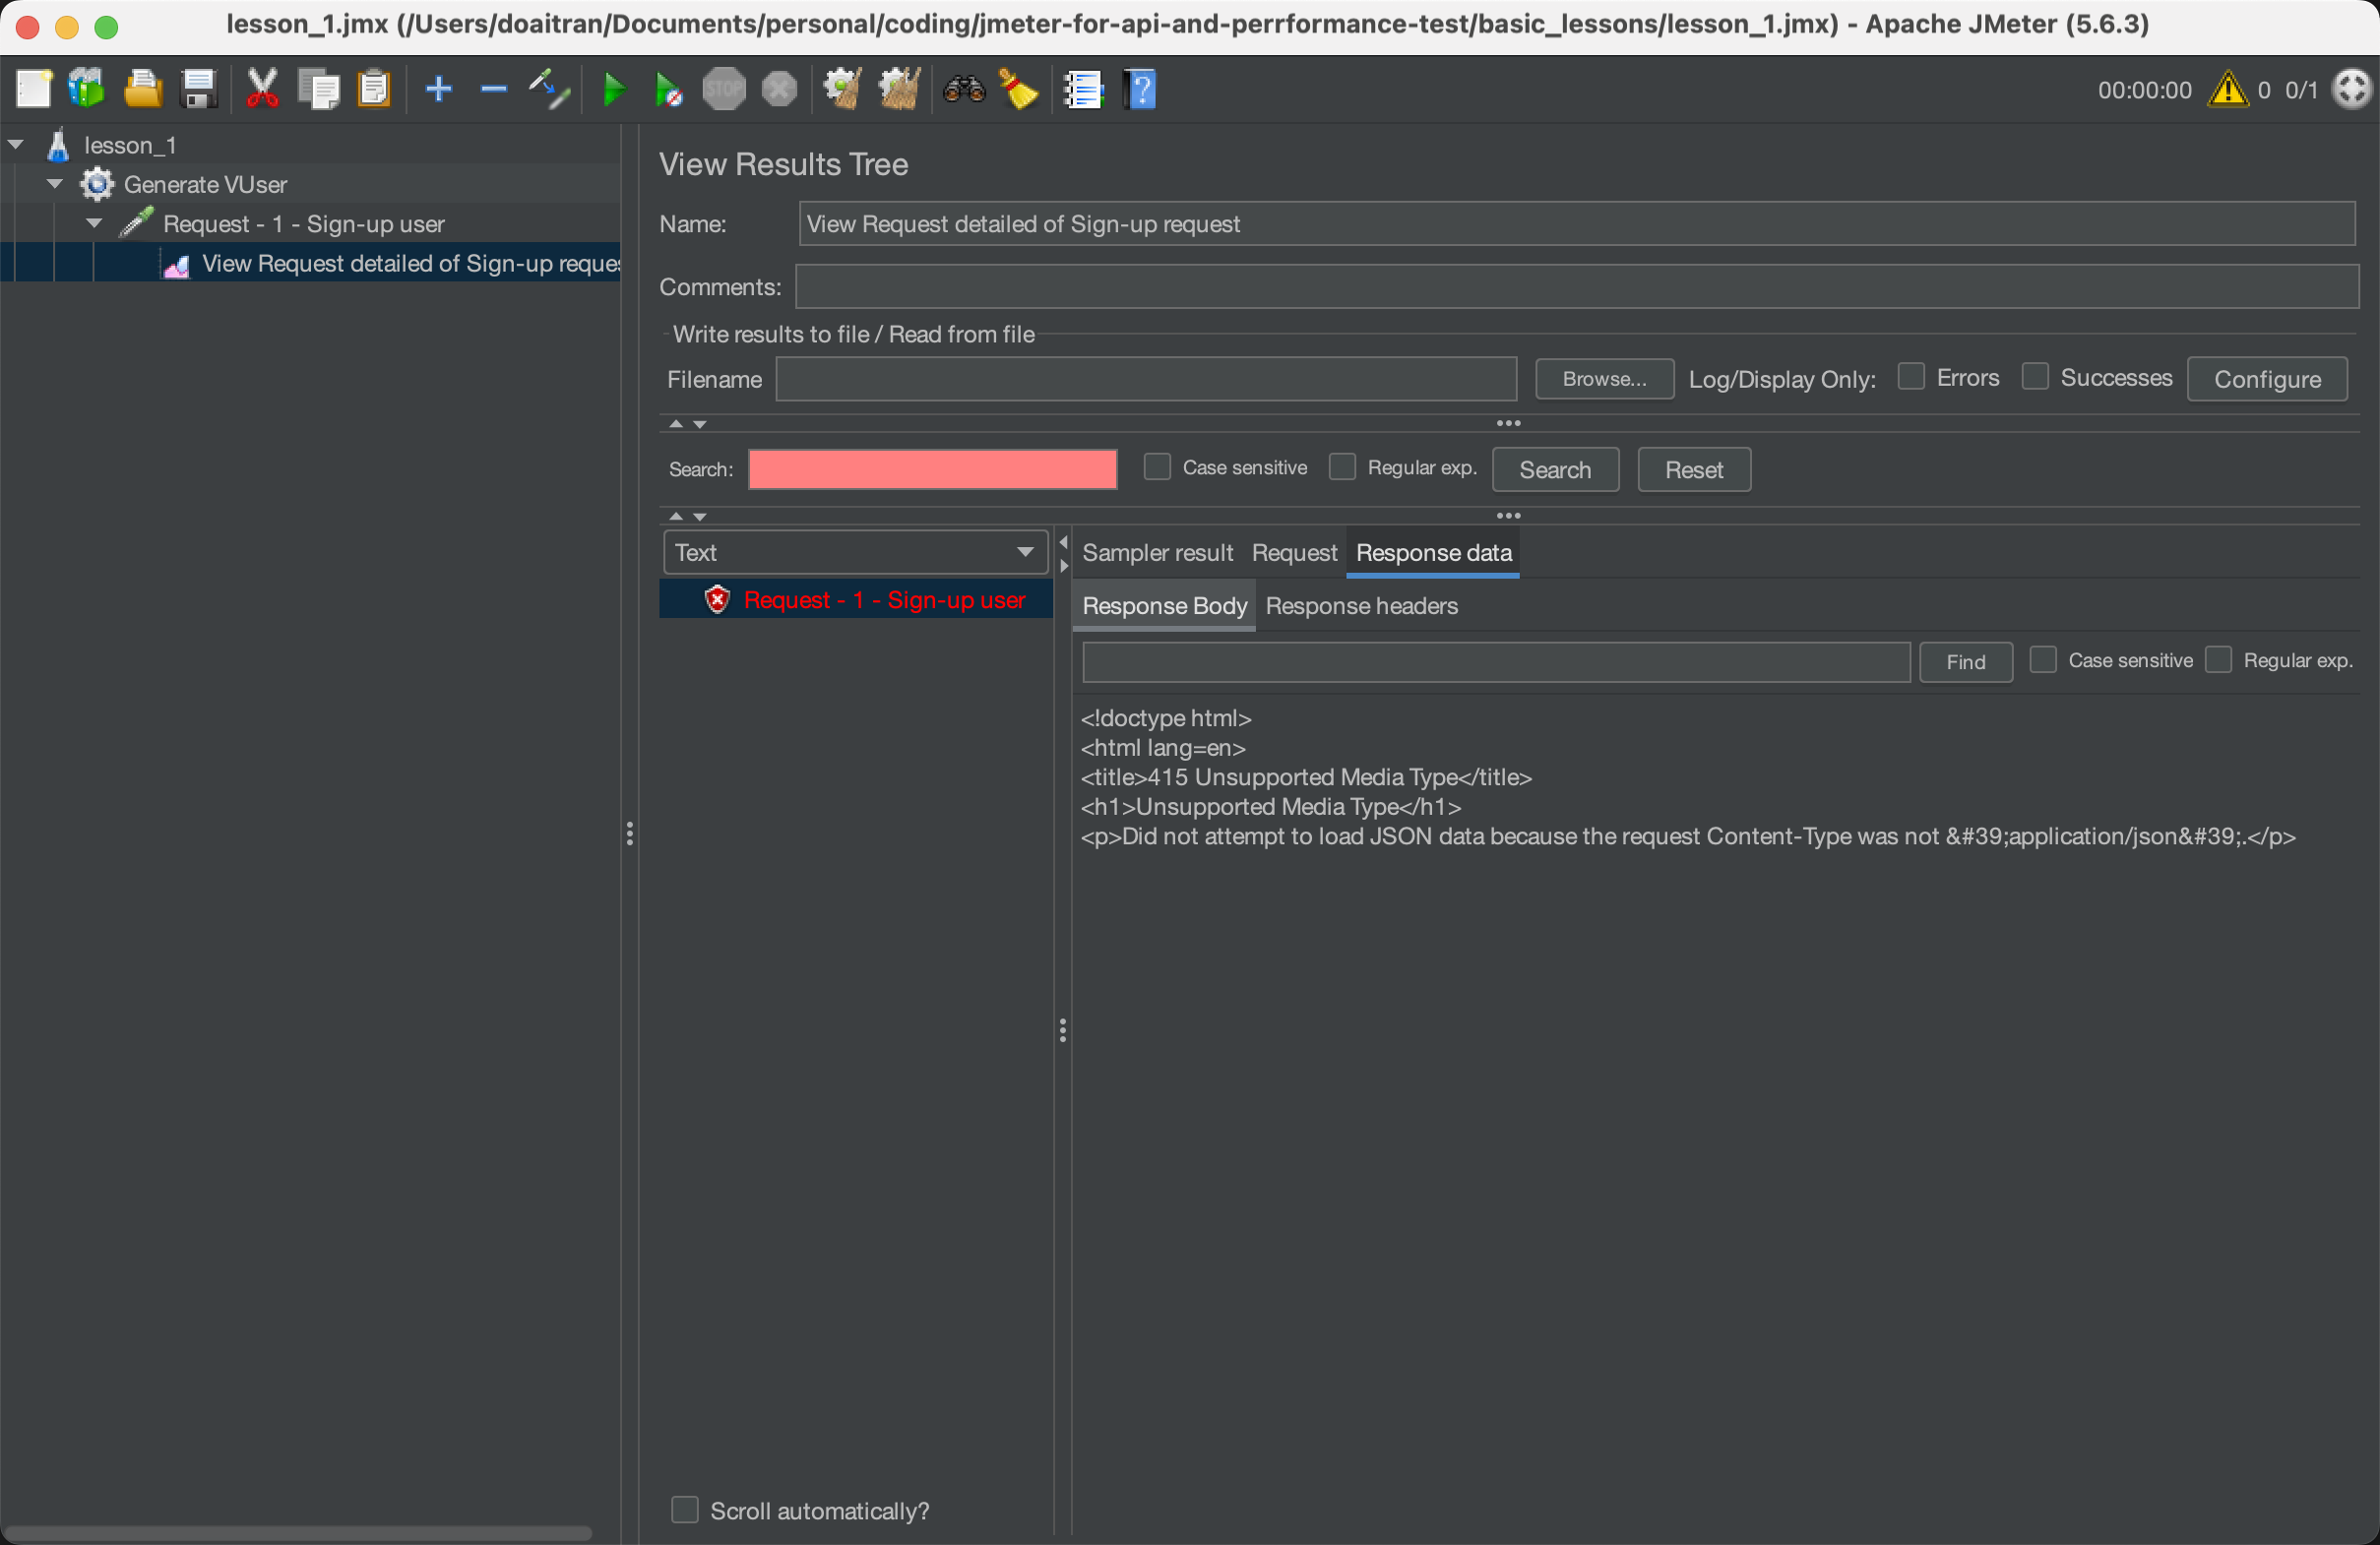 lesson_1.jmx (/Users/doaitran/Documents/personal/coding/jmeter-for-api-and-perrformance-test/basic_lessons/lesson_1.jmx) - Apache JMeter (5.6.3)
STOP
00:00:00 0 0/1
lesson_1
Generate VUser
Request - 1 - Sign-up user
View Request detailed of Sign-up reque
View Results Tree
Name: View Request detailed of Sign-up request
Comments:
Write results to file / Read from file
Filename Browse... Log/Display Only: Errors Successes Configure
Search: Case sensitive Regular exp. Search Reset
Text
Request - 1 - Sign-up user
Scroll automatically?
Sampler result Request Response data
Response Body Response headers
Find Case sensitive Regular exp.
<!doctype html>
<html lang=en>
<title>415 Unsupported Media Type</title>
<h1>Unsupported Media Type</h1>
<p>Did not attempt to load JSON data because the request Content-Type was not &#39;application/json&#39;.</p>